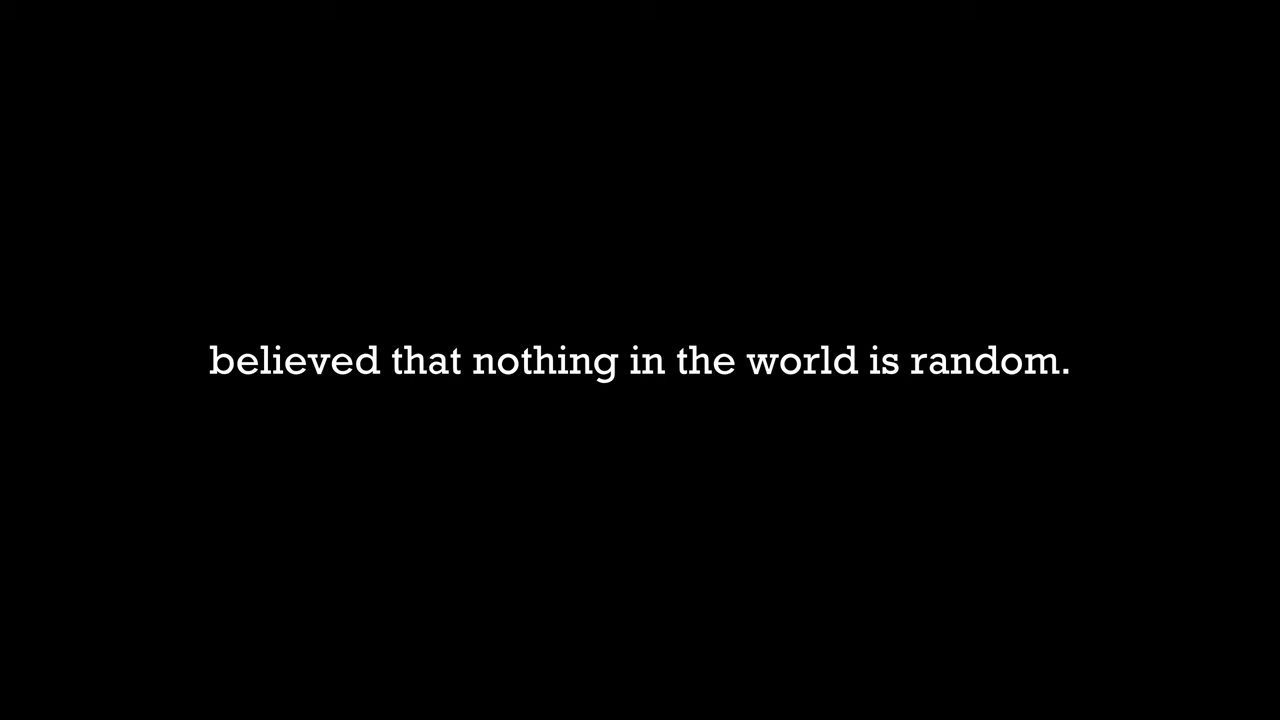 believed that nothing in the world is random.